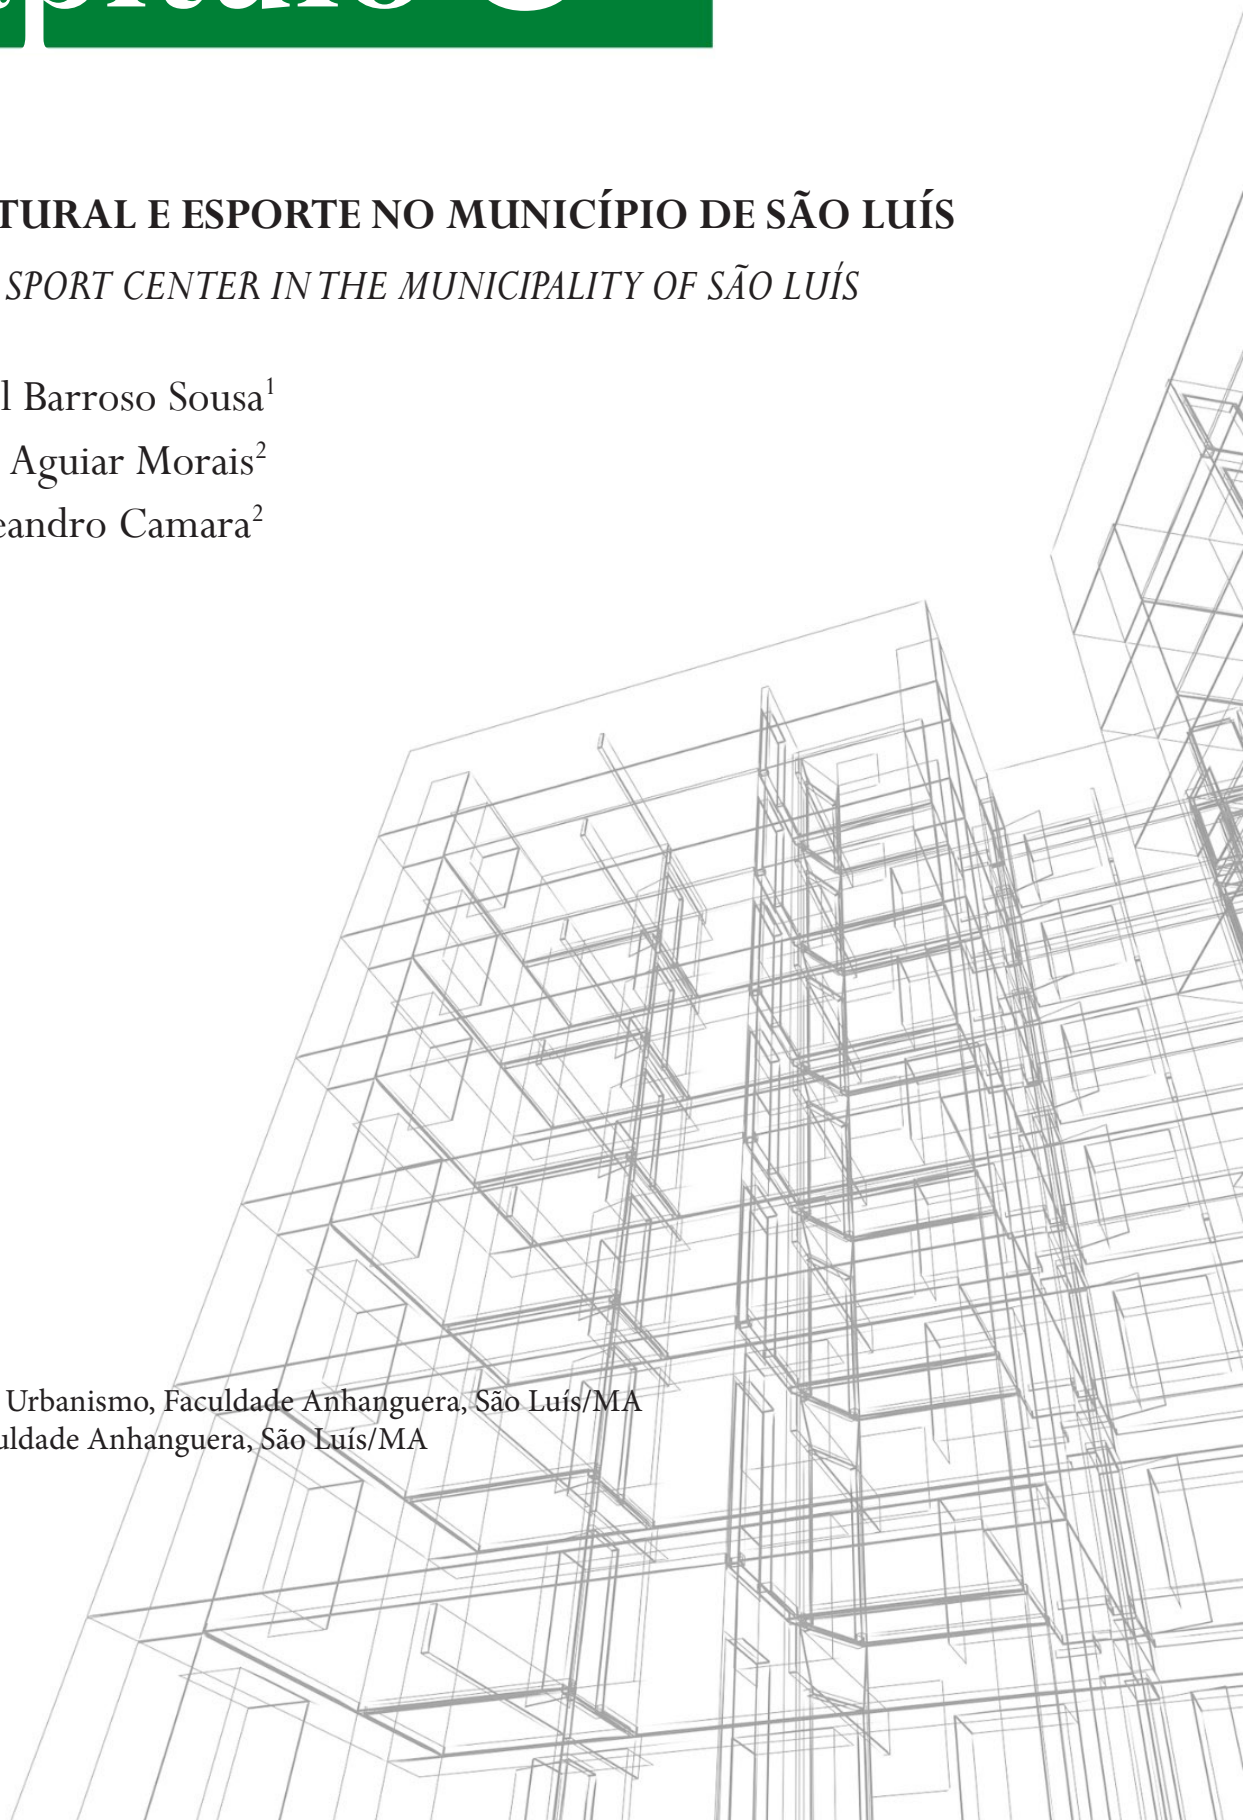 TURAL E ESPORTE NO MUNICÍPIO DE SÃO LUÍS
SPORT CENTER IN THE MUNICIPALITY OF SÃO LUÍS
l Barroso Sousa¹
Aguiar Morais²
eandro Camara²
Urbanismo, Faculdade Anhanguera, São Luís/MA
uldade Anhanguera, São Luís/MA